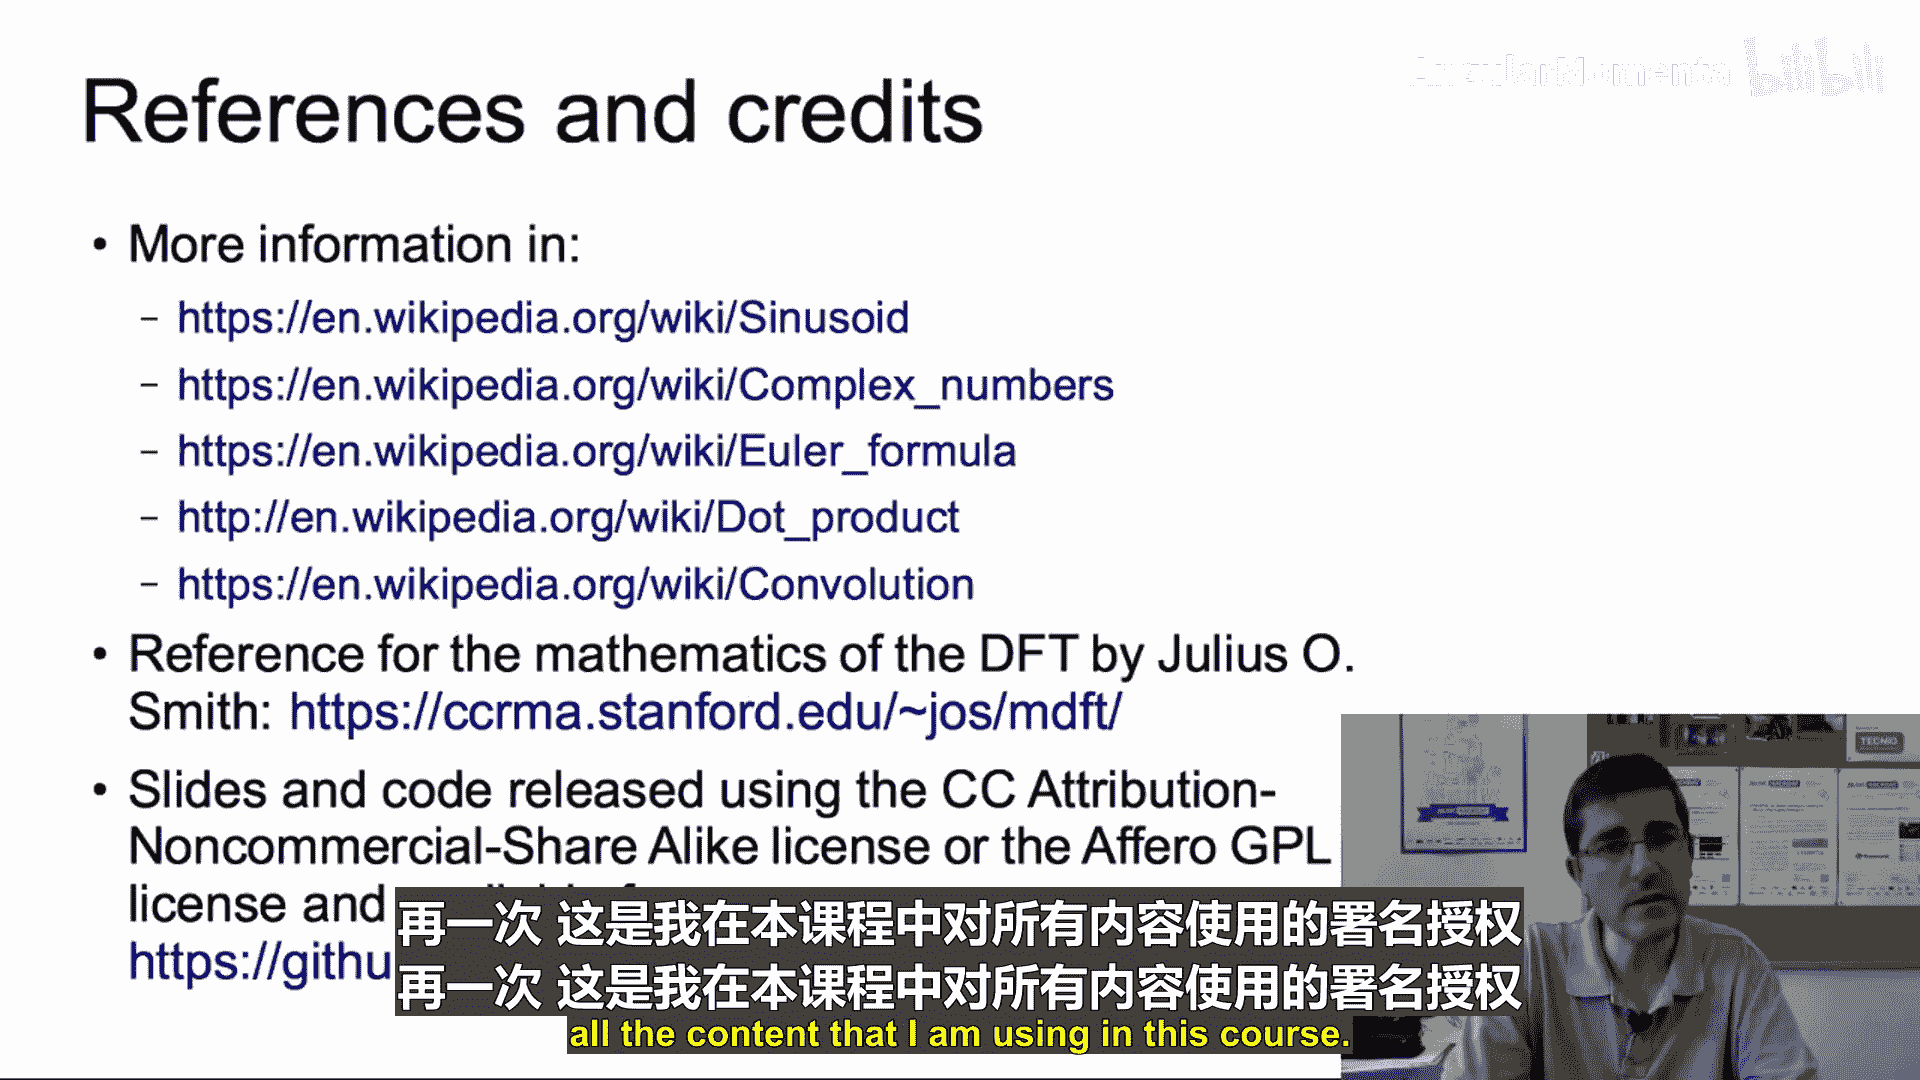 bilibili
References and credits
• More information in:
– https://en.wikipedia.org/wiki/Sinusoid
– https://en.wikipedia.org/wiki/Complex_numbers
– https://en.wikipedia.org/wiki/Euler_formula
– http://en.wikipedia.org/wiki/Dot_product
– https://en.wikipedia.org/wiki/Convolution
• Reference for the mathematics of the DFT by Julius O.
Smith: https://ccrma.stanford.edu/~jos/mdft/
• Slides and code released using the CC Attribution-
Noncommercial-Share Alike license or the Affero GPL
license and
https://githu
TECNIO
再一次 这是我在本课程中对所有内容使用的署名授权
再一次 这是我在本课程中对所有内容使用的署名授权
all the content that I am using in this course.